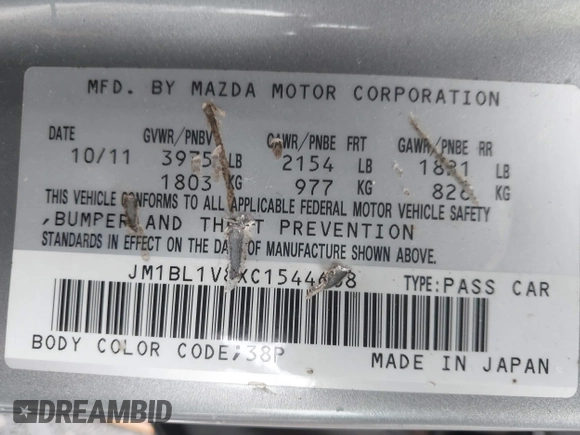 MFD. BY MAZDA MOTOR CORPORATION
DATE GVWR/PNBV GAWR/PNBE FRT GAWR/PNBE RR
10/11 3975 LB 2154 LB 1821 LB
1803 KG 977 KG 826 KG
THIS VEHICLE CONFORMS TO ALL APPLICABLE FEDERAL MOTOR VEHICLE SAFETY
,BUMPER AND THEFT PREVENTION
STANDARDS IN EFFECT ON THE DATE OF MANUFACTURE SHOWN ABOVE.
TYPE:PASS CAR
BODY COLOR CODE;38P MADE IN JAPAN
DREAMBID